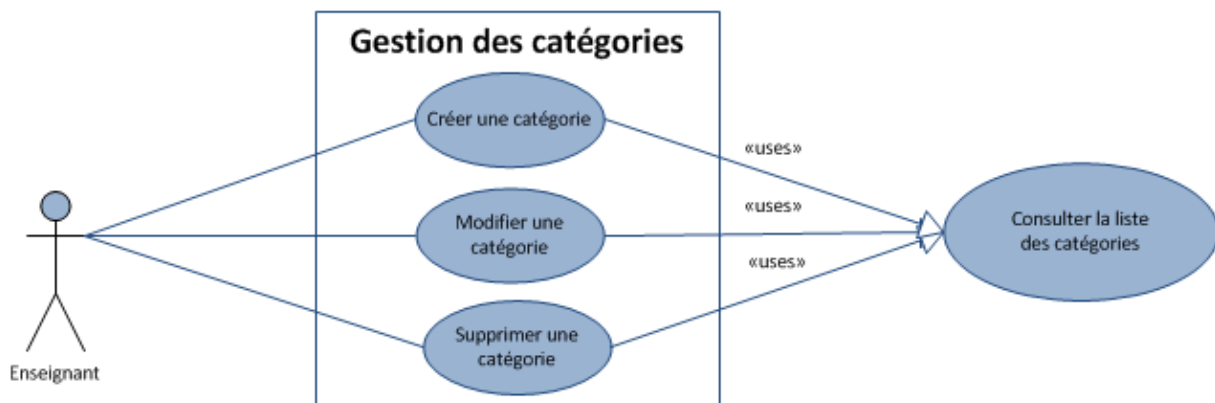 Gestion des catégories
Créer une catégorie
«uses»
Modifier une
catégorie
«uses»
Consulter la liste
des catégories
«uses»
Supprimer une
catégorie
Enseignant